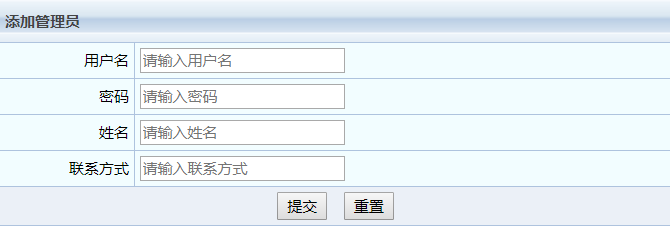 添加管理员
用户名 请输入用户名
密码 请输入密码
姓名 请输入姓名
联系方式 请输入联系方式
提交 重置